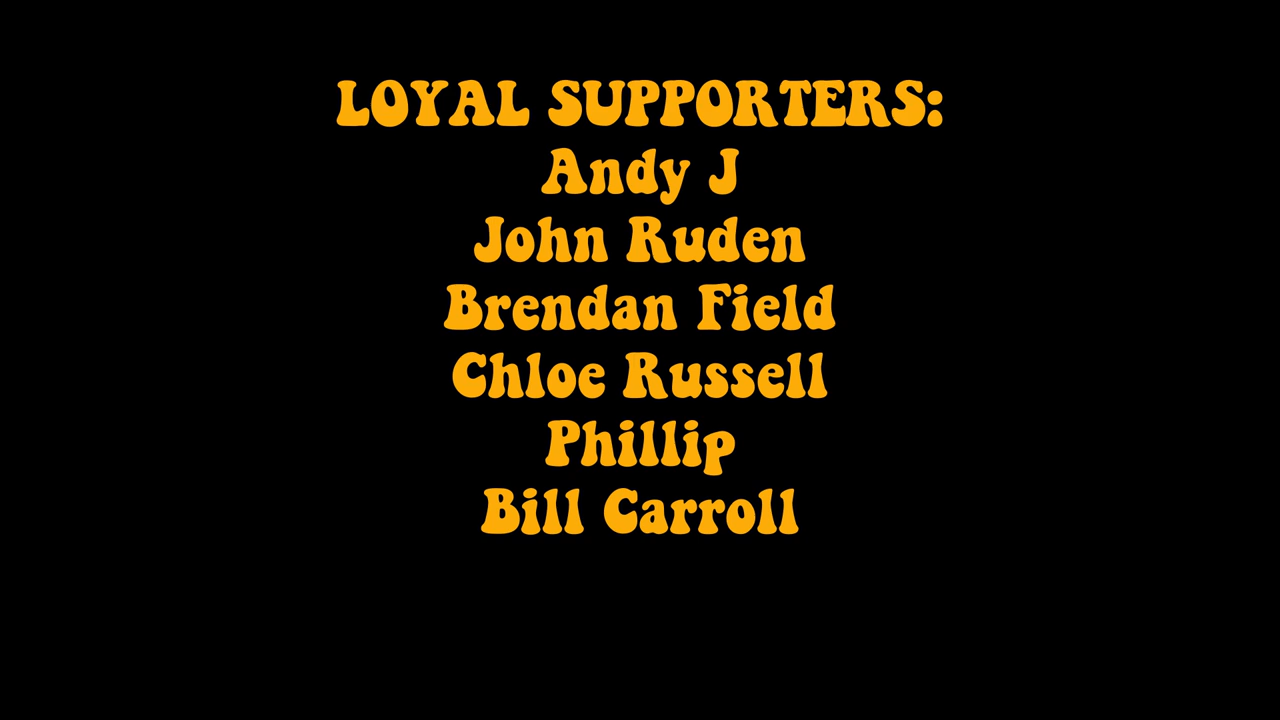 LOYAL SUPPORTERS:
Andy J
John Ruden
Brendan Field
Chloe Russell
Phillip
Bill Carroll